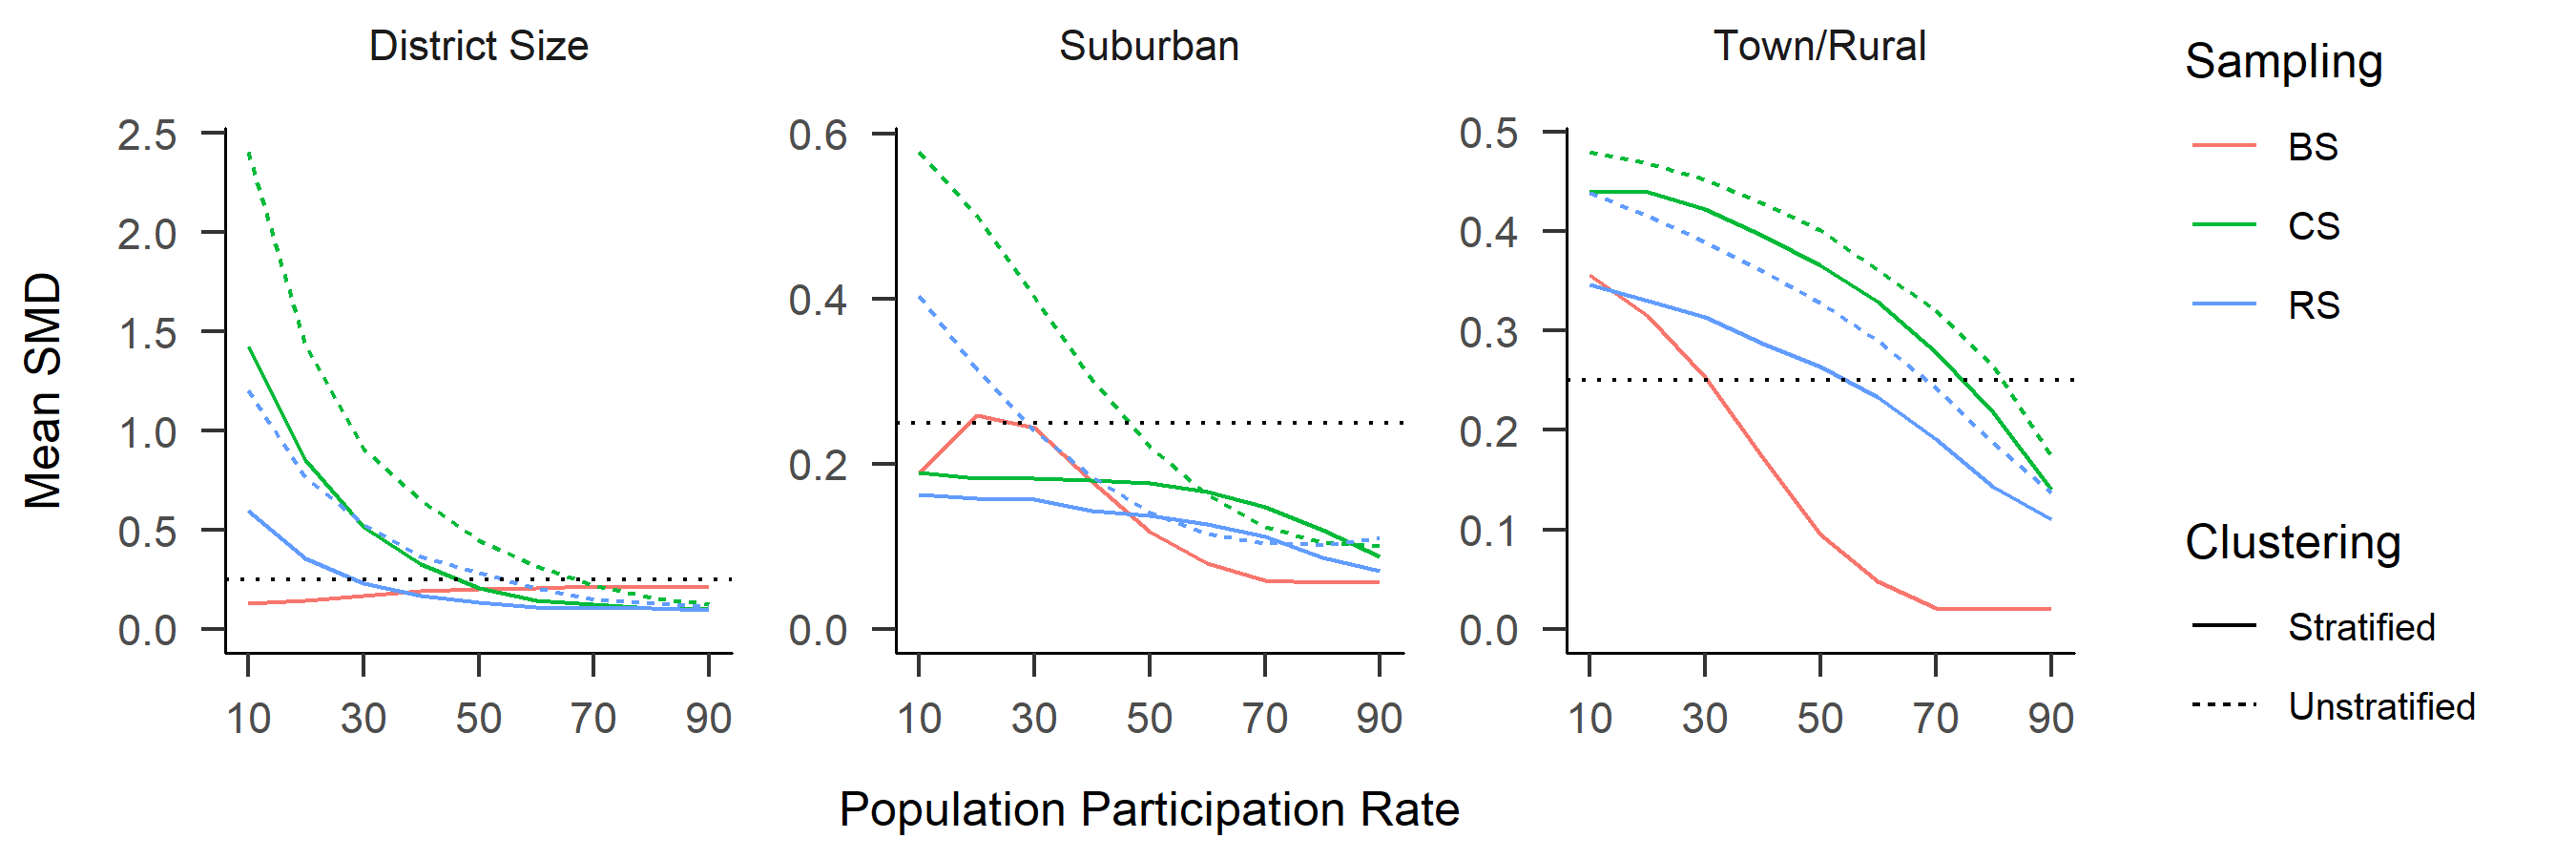 District Size
Suburban
Town/Rural
Mean SMD
2.5
2.0
1.5
1.0
0.5
0.0
10 30 50 70 90
0.6
0.4
0.2
0.0
10 30 50 70 90
0.5
0.4
0.3
0.2
0.1
0.0
10 30 50 70 90
Population Participation Rate
Sampling
BS
CS
RS
Clustering
Stratified
Unstratified